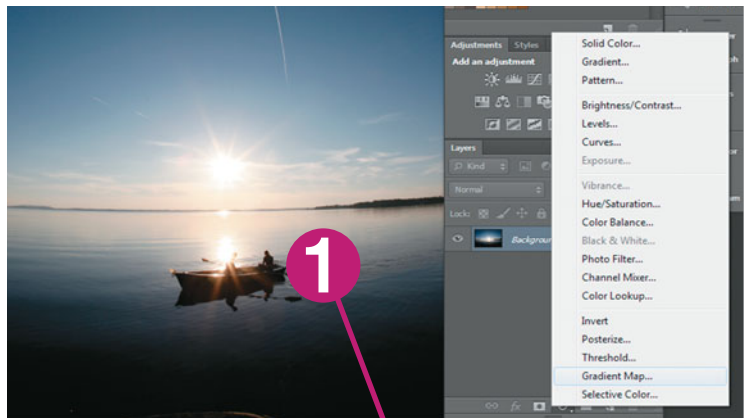 1
Adjustments Styles
Add an adjustment
Layers
Kind
Normal
Lock:
Backgroun
fx
Solid Color...
Gradient...
Pattern...
Brightness/Contrast...
Levels...
Curves...
Exposure...
Vibrance...
Hue/Saturation...
Color Balance...
Black & White...
Photo Filter...
Channel Mixer...
Color Lookup...
Invert
Posterize...
Threshold...
Gradient Map...
Selective Color...